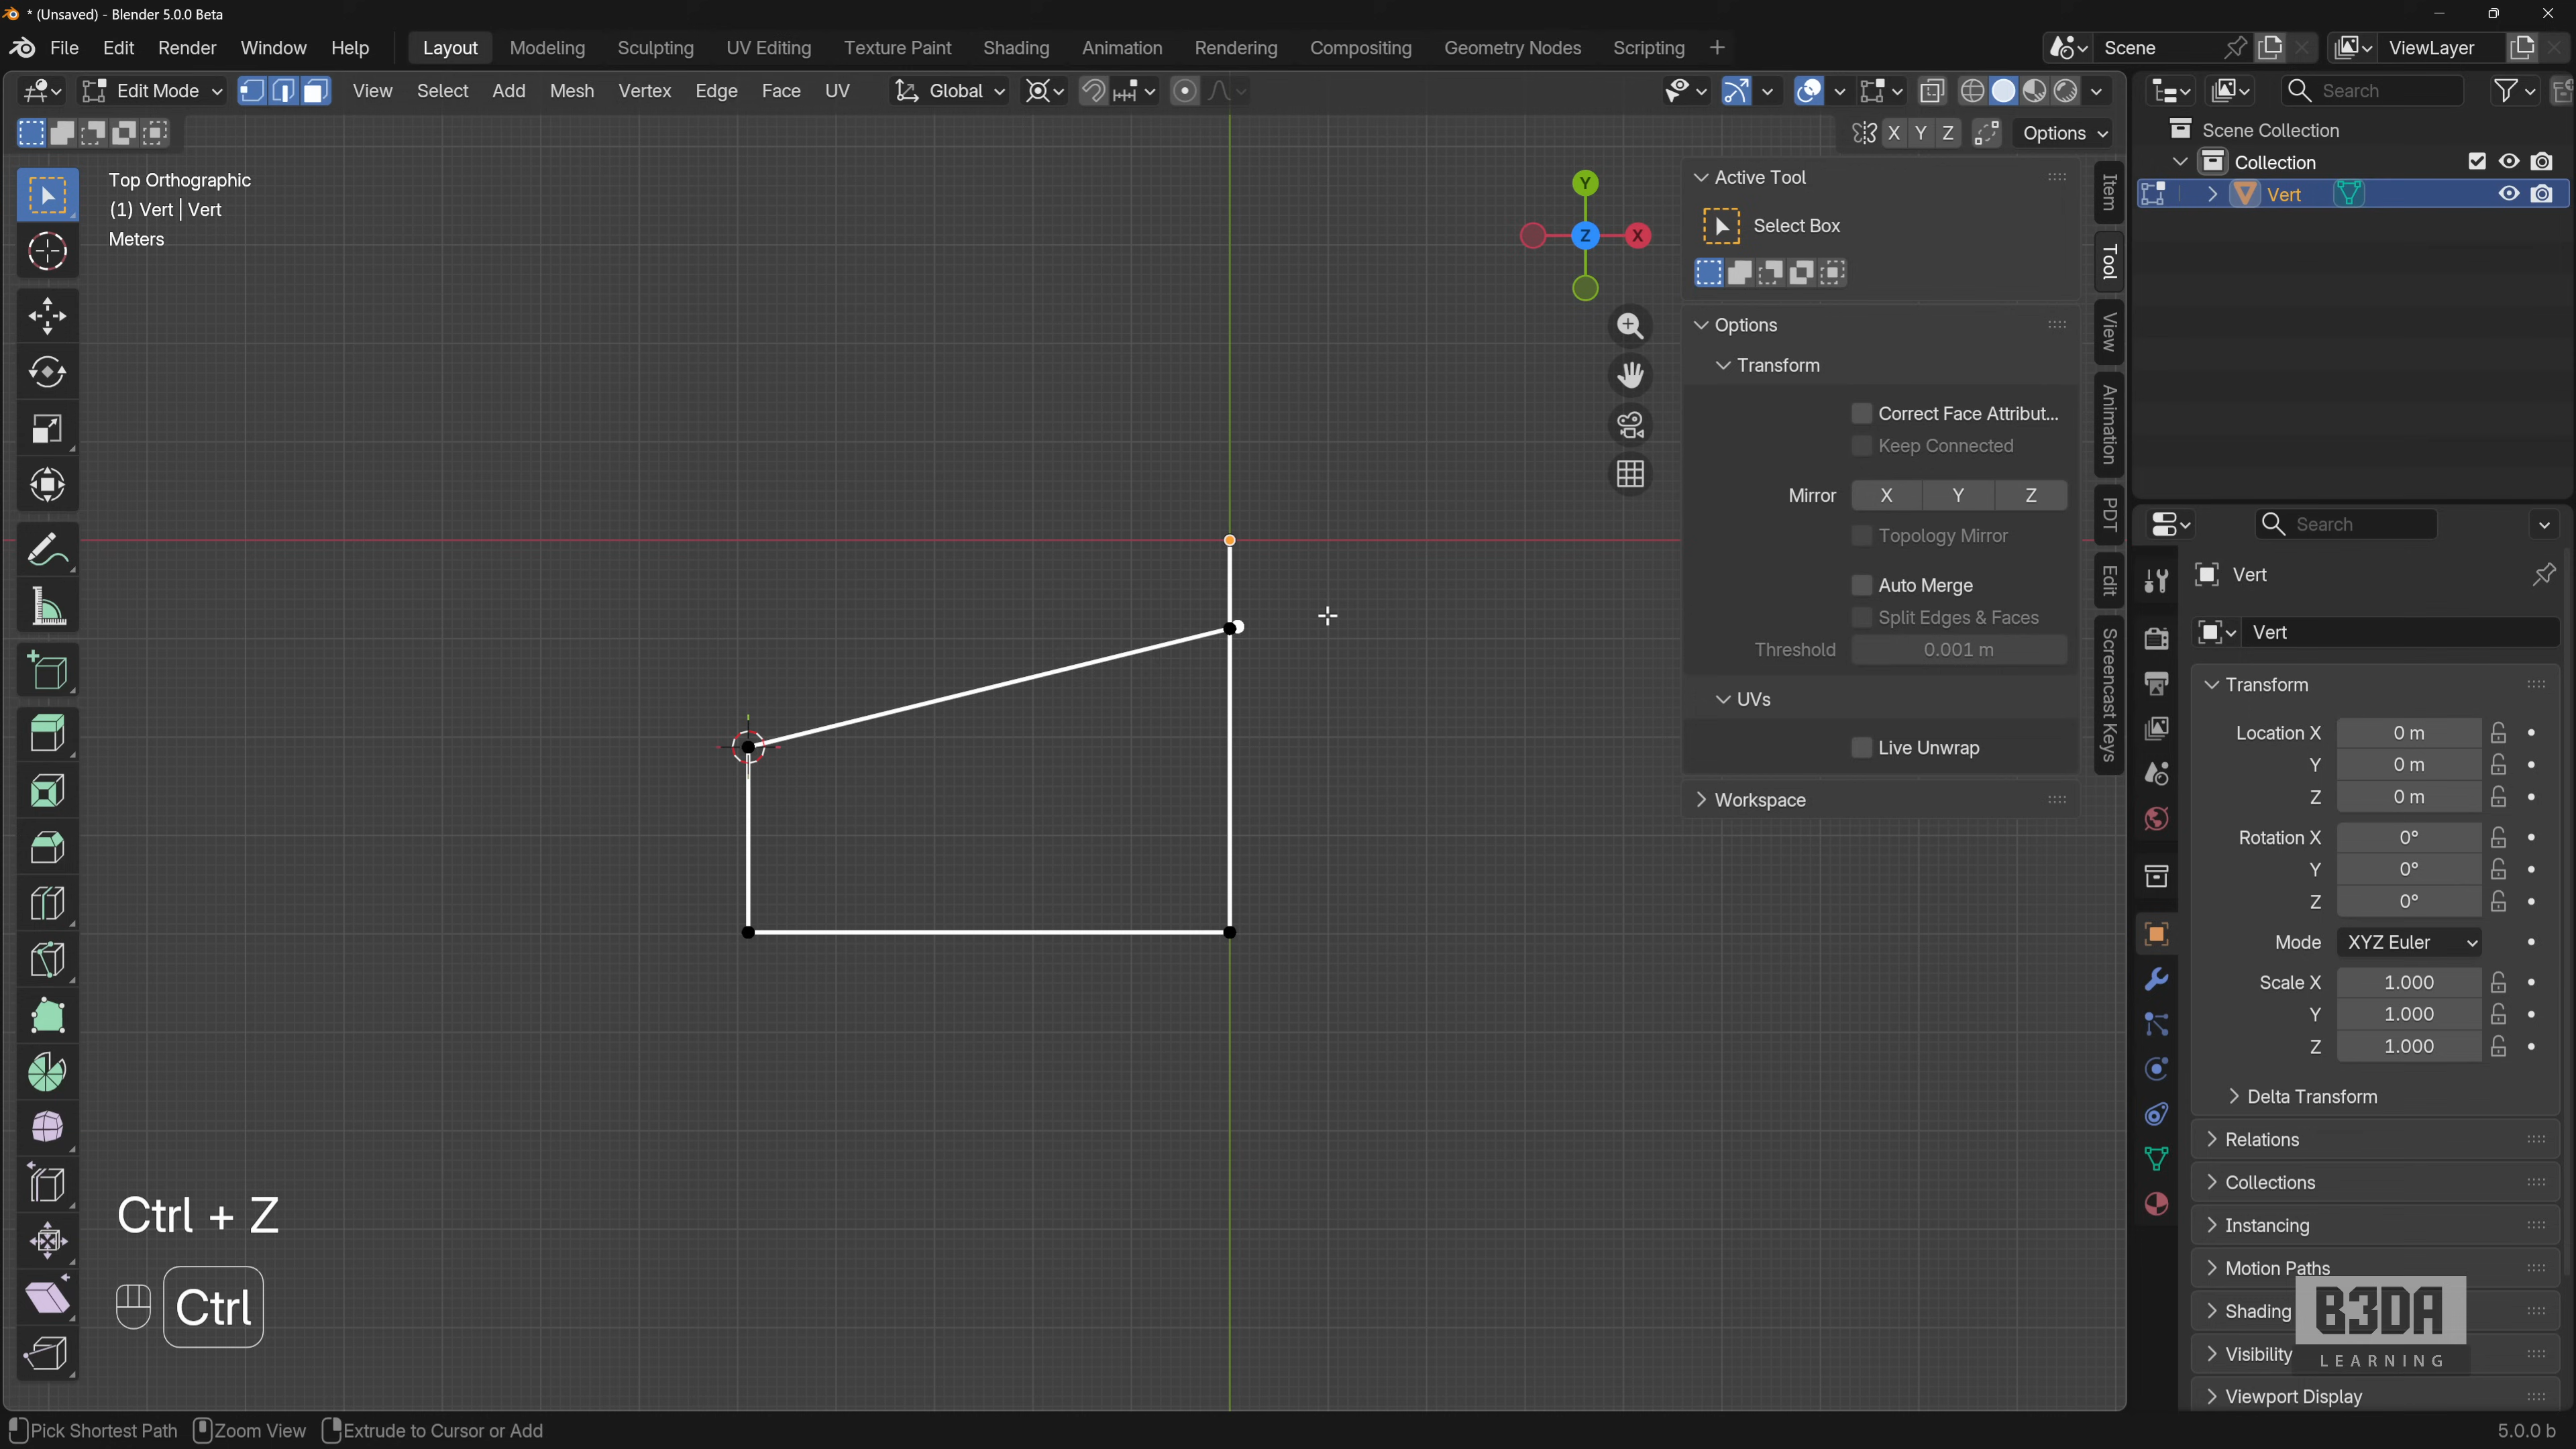 * (Unsaved) - Blender 5.0.0 Beta
File Edit Render Window Help Layout Modeling Sculpting UV Editing Texture Paint Shading Animation Rendering Compositing Geometry Nodes Scripting + Scene ViewLayer
Edit Mode View Select Add Mesh Vertex Edge Face UV Global Search
X Y Z Options
Top Orthographic
(1) Vert | Vert
Meters
Y
Z
X
Active Tool
Select Box
Options
Transform
Correct Face Attribut...
Keep Connected
Mirror X Y Z
Topology Mirror
Auto Merge
Split Edges & Faces
Threshold 0.001 m
UVs
Live Unwrap
Workspace
Item
Tool
View
Animation
PDT
Edit
Screencast Keys
Scene Collection
Collection
Vert
Search
Vert
Vert
Transform
Location X 0 m
Y 0 m
Z 0 m
Rotation X 0°
Y 0°
Z 0°
Mode XYZ Euler
Scale X 1.000
Y 1.000
Z 1.000
Delta Transform
Relations
Collections
Instancing
Motion Paths
Shading
Visibility
Viewport Display
B3DA
LEARNING
Ctrl + Z
Ctrl
Pick Shortest Path Zoom View Extrude to Cursor or Add 5.0.0 b